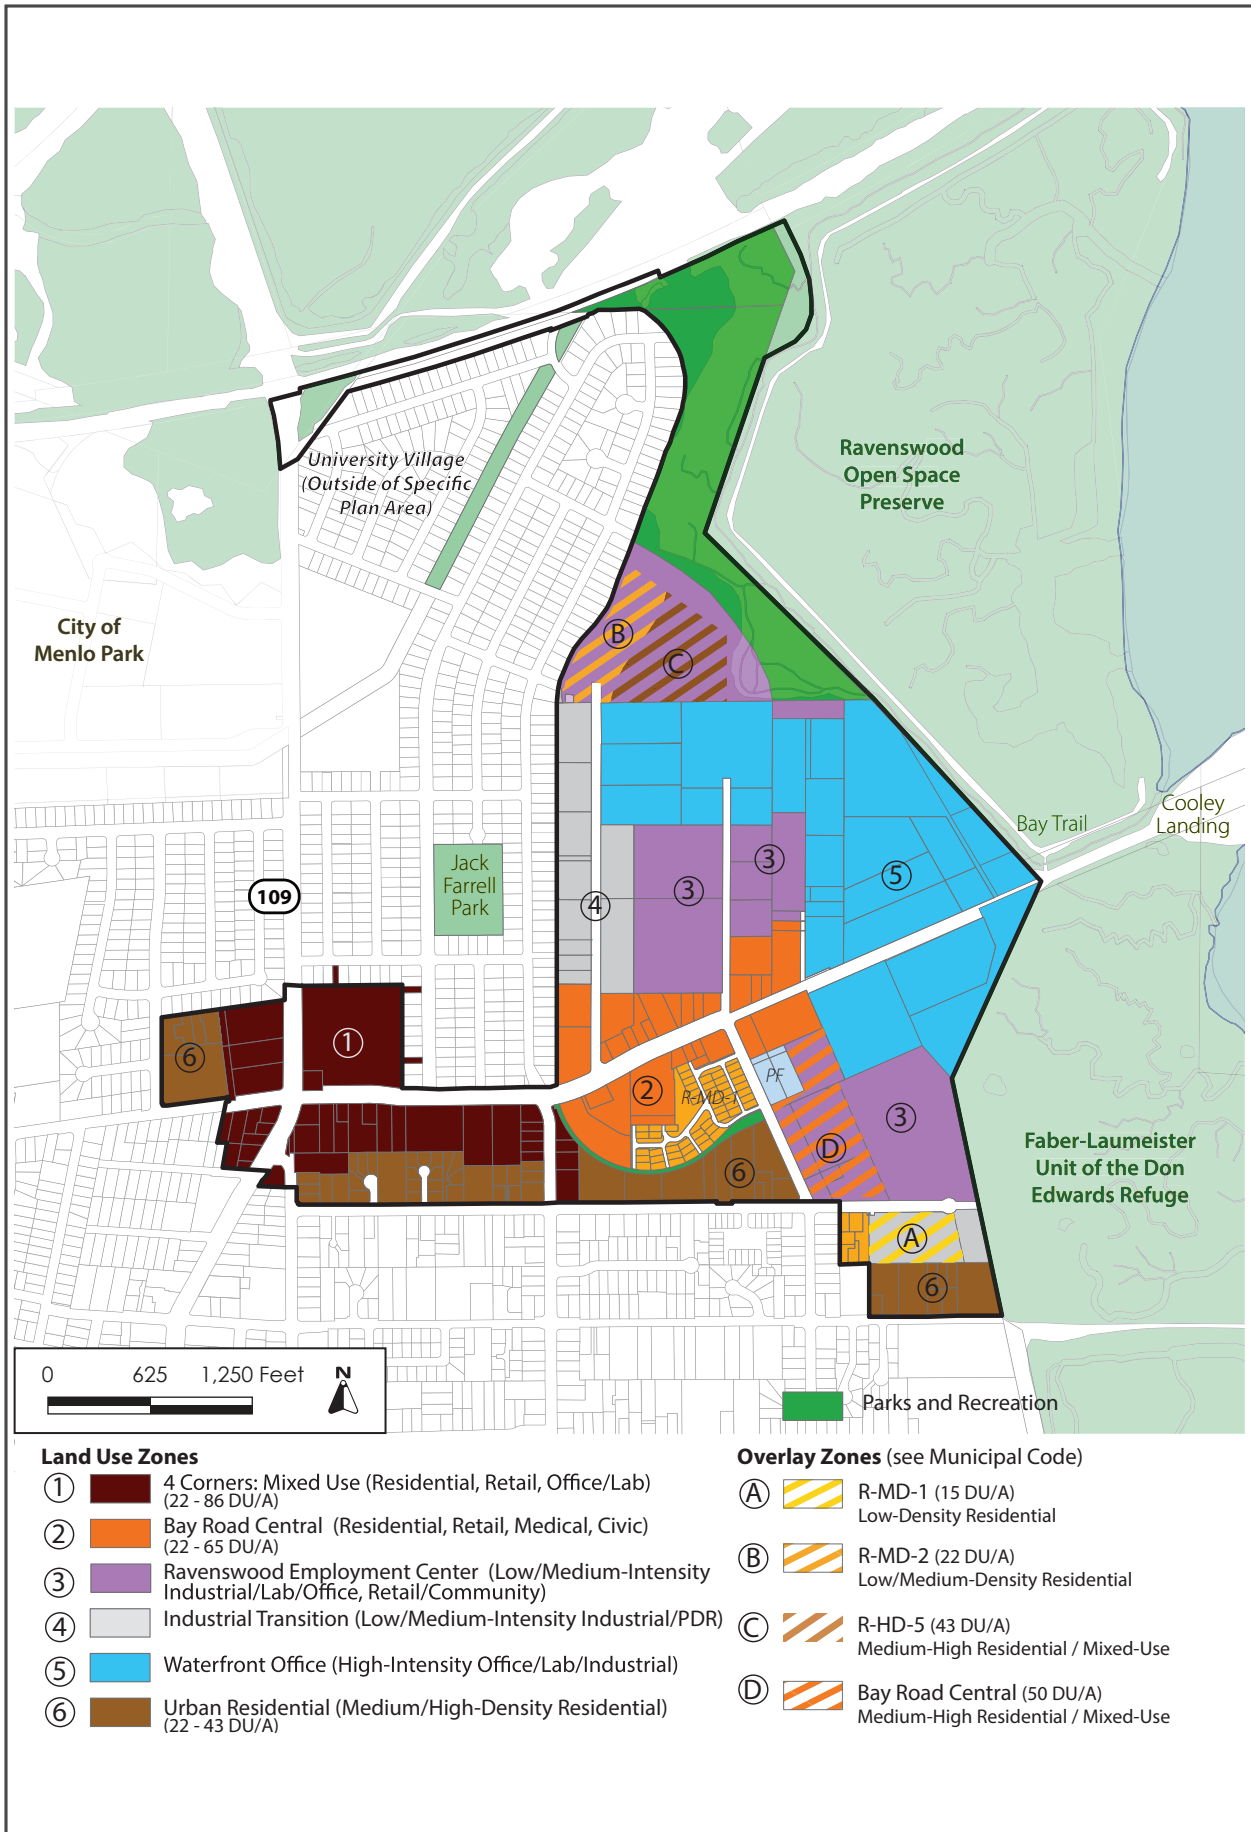 University Village
(Outside of Specific
Plan Area)
Ravenswood
Open Space
Preserve
City of
Menlo Park
B
C
Bay Trail
Cooley
Landing
Jack
Farrell
Park
109
3
3
5
4
1
6
2
R-MD-1
PF
3
D
6
Faber-Laumeister
Unit of the Don
Edwards Refuge
A
6
0 625 1,250 Feet N
Parks and Recreation
Land Use Zones
1 4 Corners: Mixed Use (Residential, Retail, Office/Lab)
(22 - 86 DU/A)
2 Bay Road Central (Residential, Retail, Medical, Civic)
(22 - 65 DU/A)
3 Ravenswood Employment Center (Low/Medium-Intensity
Industrial/Lab/Office, Retail/Community)
4 Industrial Transition (Low/Medium-Intensity Industrial/PDR)
5 Waterfront Office (High-Intensity Office/Lab/Industrial)
6 Urban Residential (Medium/High-Density Residential)
(22 - 43 DU/A)
Overlay Zones (see Municipal Code)
A R-MD-1 (15 DU/A)
Low-Density Residential
B R-MD-2 (22 DU/A)
Low/Medium-Density Residential
C R-HD-5 (43 DU/A)
Medium-High Residential / Mixed-Use
D Bay Road Central (50 DU/A)
Medium-High Residential / Mixed-Use